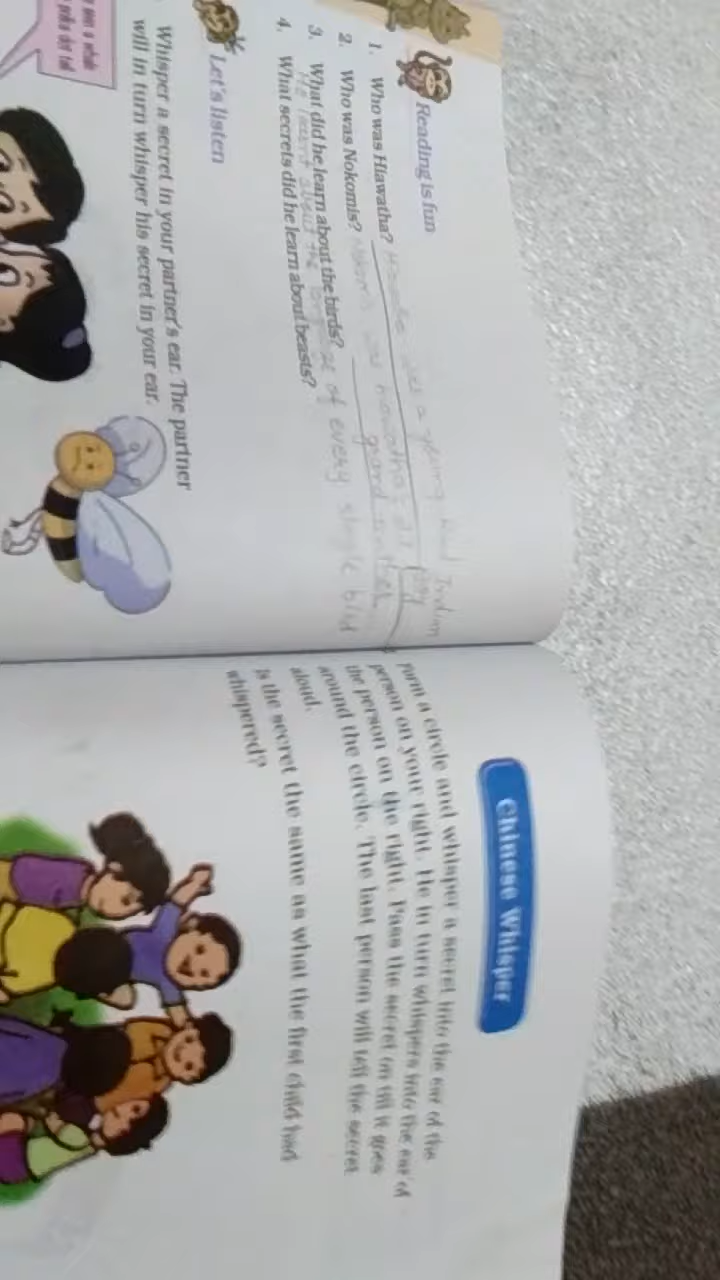 Reading is fun
1. Who was Hiawatha?
2. Who was Nokomis?
3. What did he learn about the birds?
of every single bird
4. What secrets did he learn about beasts?
Let's listen
Whisper a secret in your partner's ear. The partner
will in turn whisper his secret in your ear.
Chinese Whisper
Form a circle and whisper a secret into the ear of the
person on your right. He in turn whispers into the ear of
the person on the right. Pass the secret on till it goes
around the circle. The last person will tell the secret
aloud.
Is the secret the same as what the first child had
whispered?